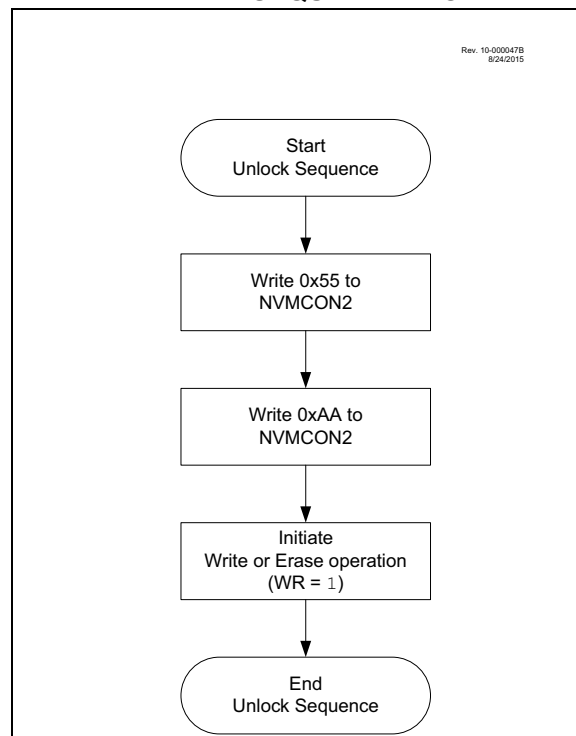 Rev. 10-000047B
8/24/2015
Start
Unlock Sequence
Write 0x55 to
NVMCON2
Write 0xAA to
NVMCON2
Initiate
Write or Erase operation
(WR = 1)
End
Unlock Sequence